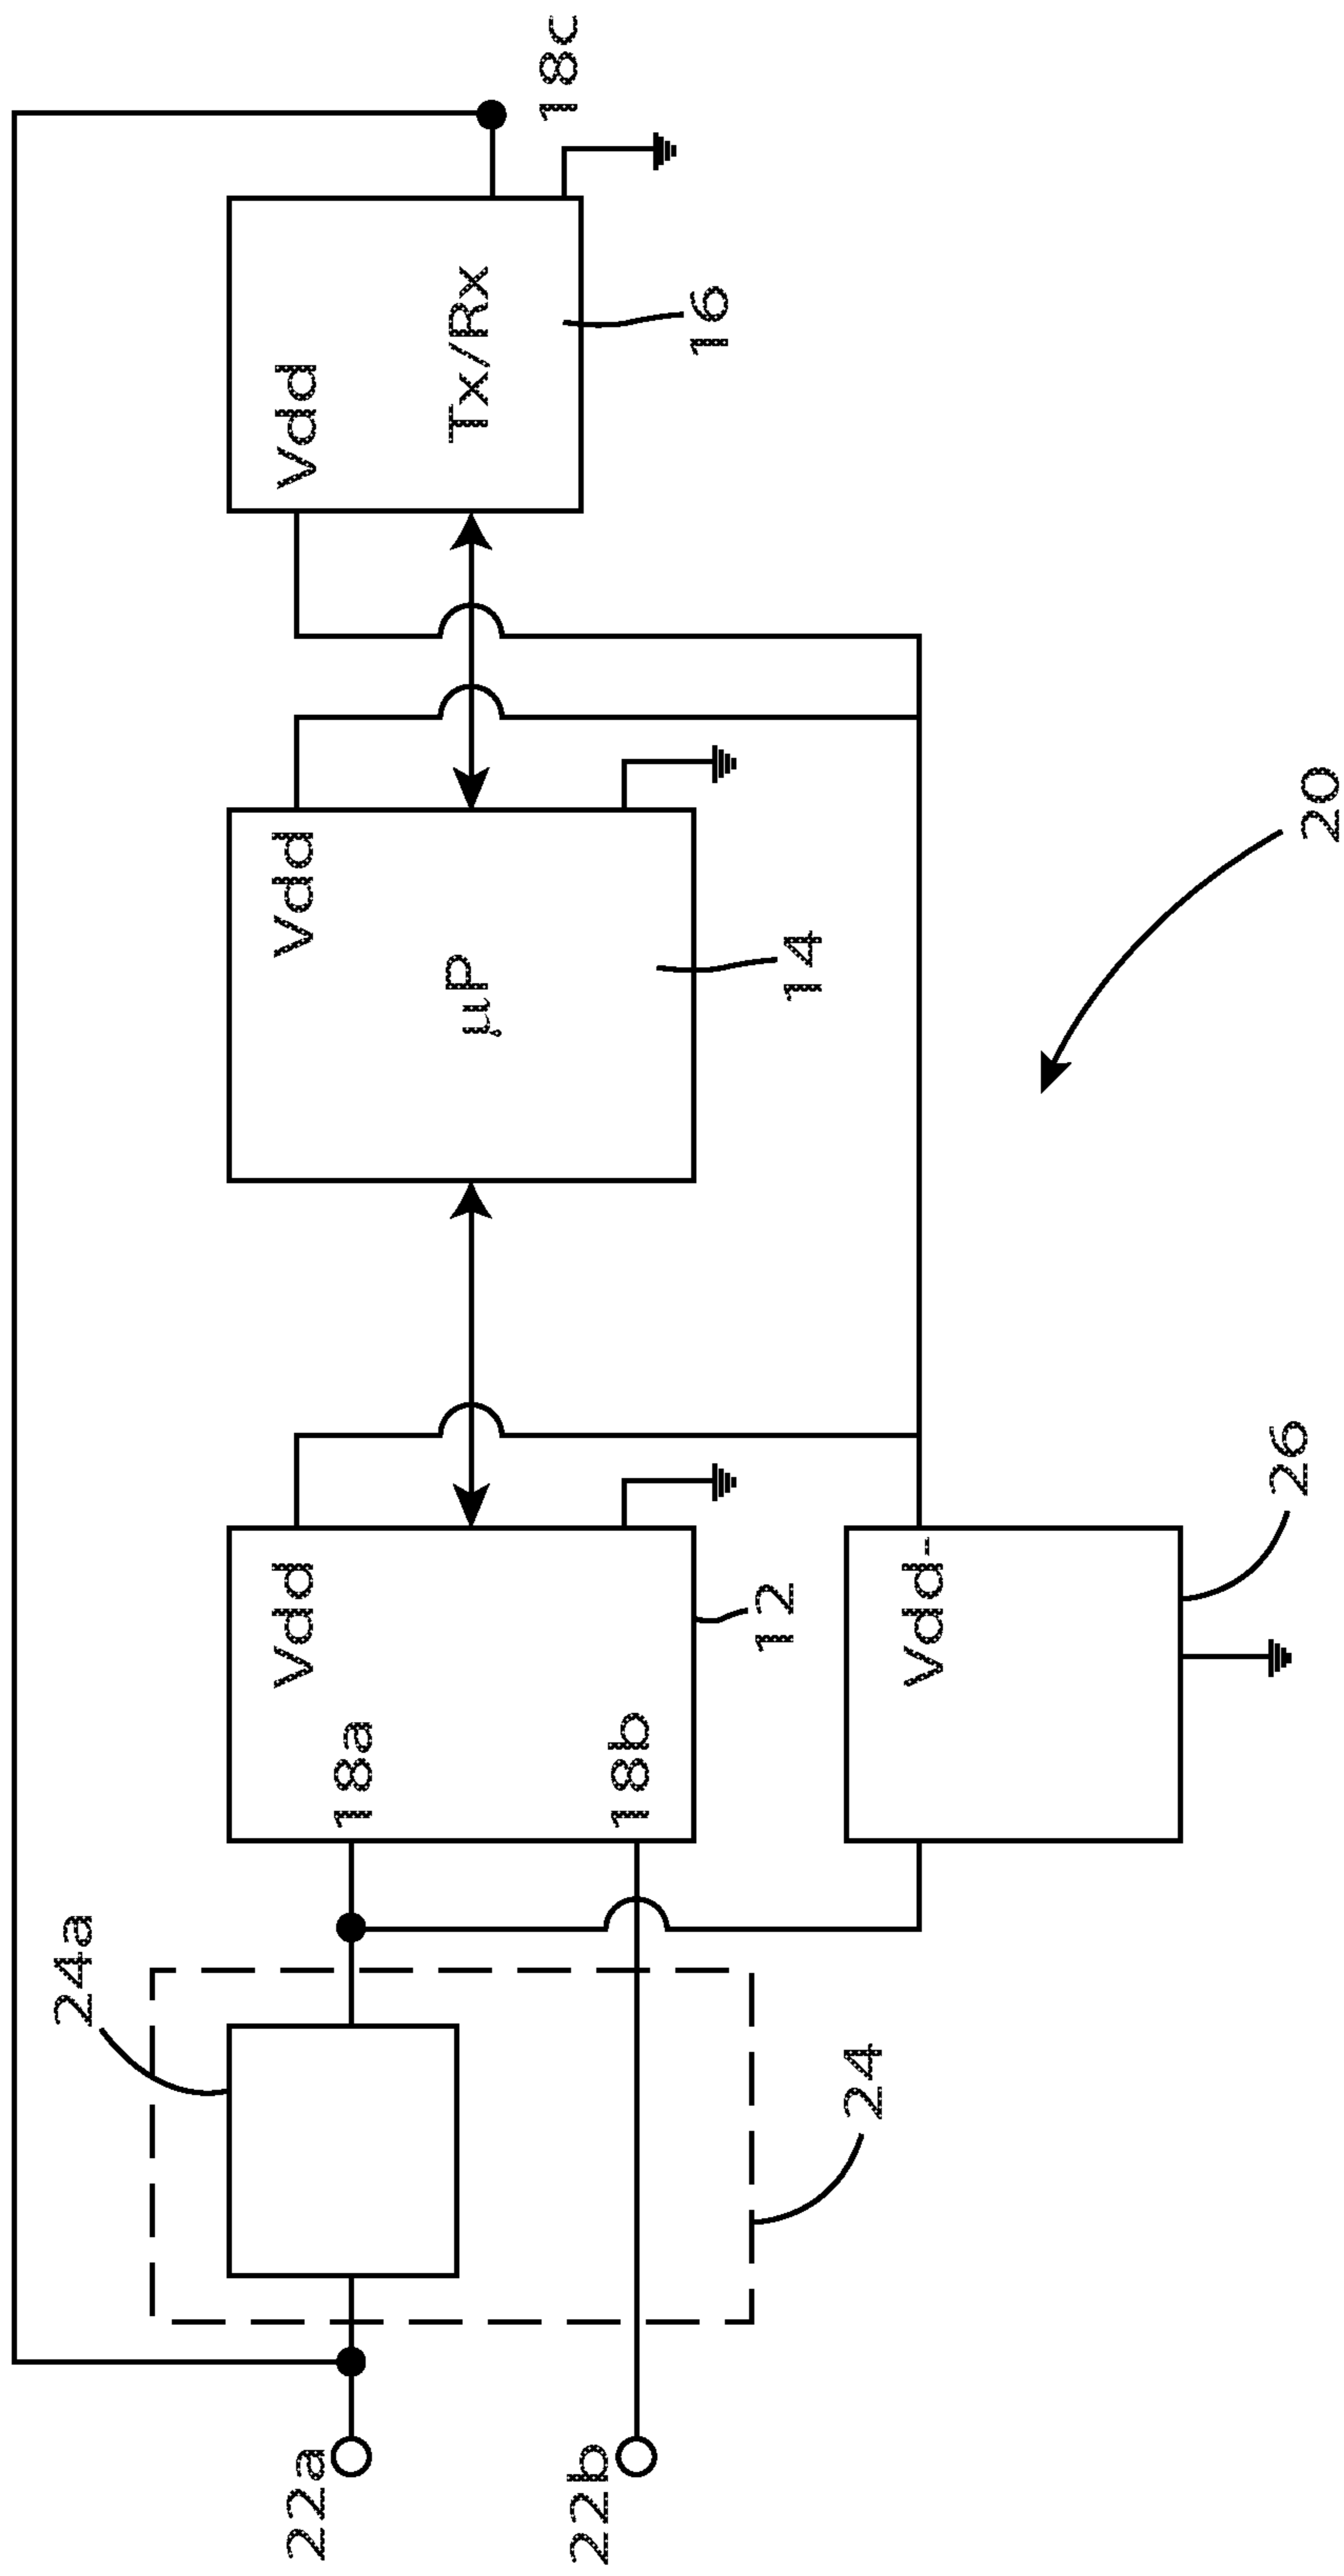 24a
22a
22b
24
Vdd
18a
18b
12
Vdd-
26
Vdd
μP
14
Vdd
Tx/Rx
16
18c
20